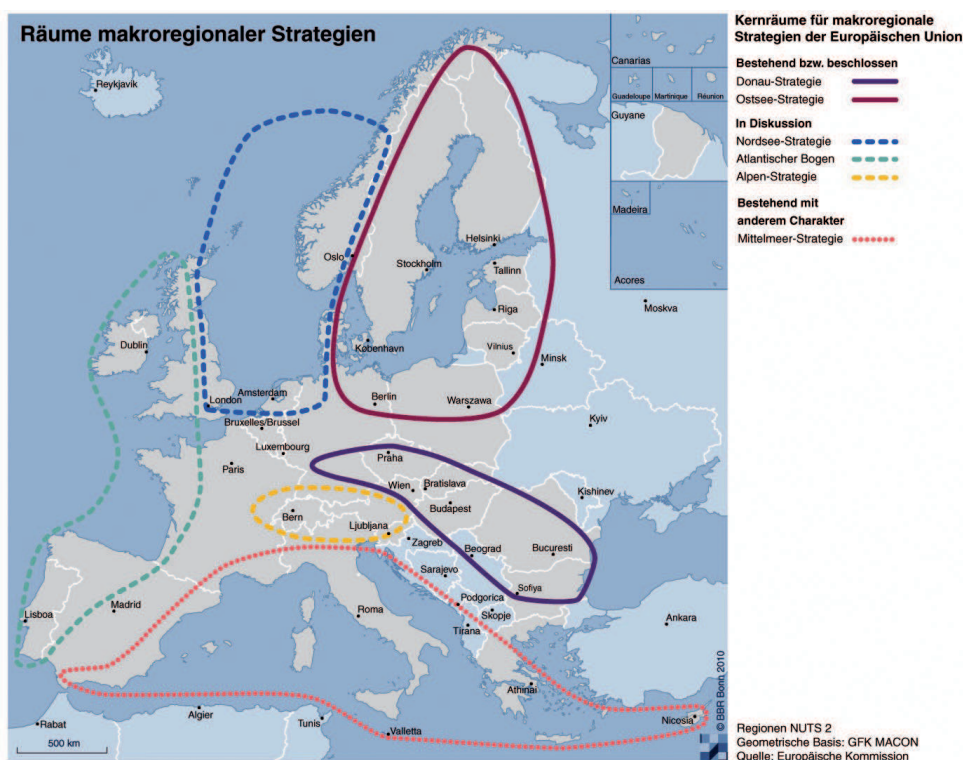 Räume makroregionaler Strategien
Reykjavik
Oslo
Helsinki
Stockholm
Tallinn
Riga
København
Vilnius
Minsk
Moskva
Dublin
Amsterdam
London
Berlin
Warszawa
Bruxelles/Brussel
Kyiv
Luxembourg
Paris
Praha
Wien
Bratislava
Budapest
Kishinev
Bern
Ljubljana
Zagreb
Beograd
Bucuresti
Sarajevo
Sofiya
Podgorica
Skopje
Tirana
Madrid
Lisboa
Roma
Ankara
Athinai
Nicosia
Algier
Tunis
Valletta
Rabat
500 km
© BBR Bonn 2010
Canarias
Guadeloupe
Martinique
Réunion
Guyane
Madeira
Acores
Kernräume für makroregionale
Strategien der Europäischen Union
Bestehend bzw. beschlossen
Donau-Strategie
Ostsee-Strategie
In Diskussion
Nordsee-Strategie
Atlantischer Bogen
Alpen-Strategie
Bestehend mit
anderem Charakter
Mittelmeer-Strategie
Regionen NUTS 2
Geometrische Basis: GFK MACON
Quelle: Europäische Kommission